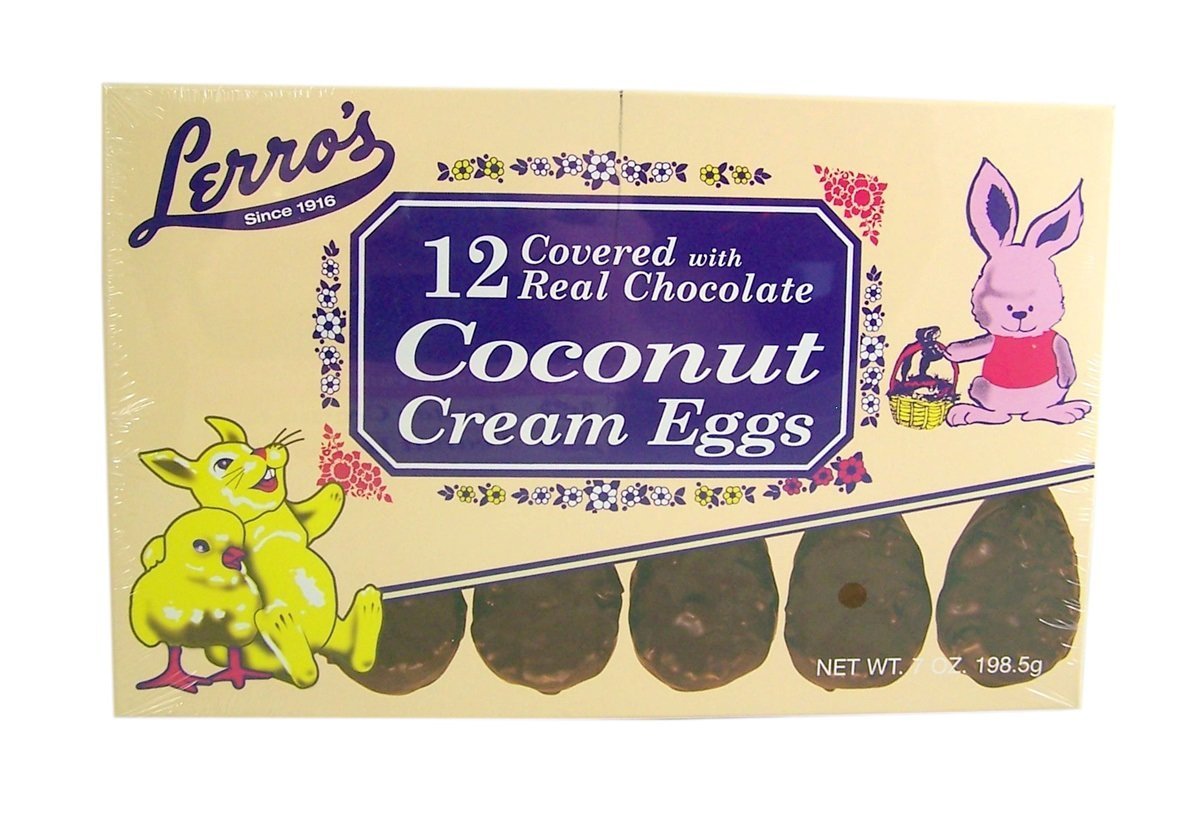 Lerro's
Since 1916
12 Covered with
Real Chocolate
Coconut
Cream Eggs
NET WT. 7 OZ. 198.5g